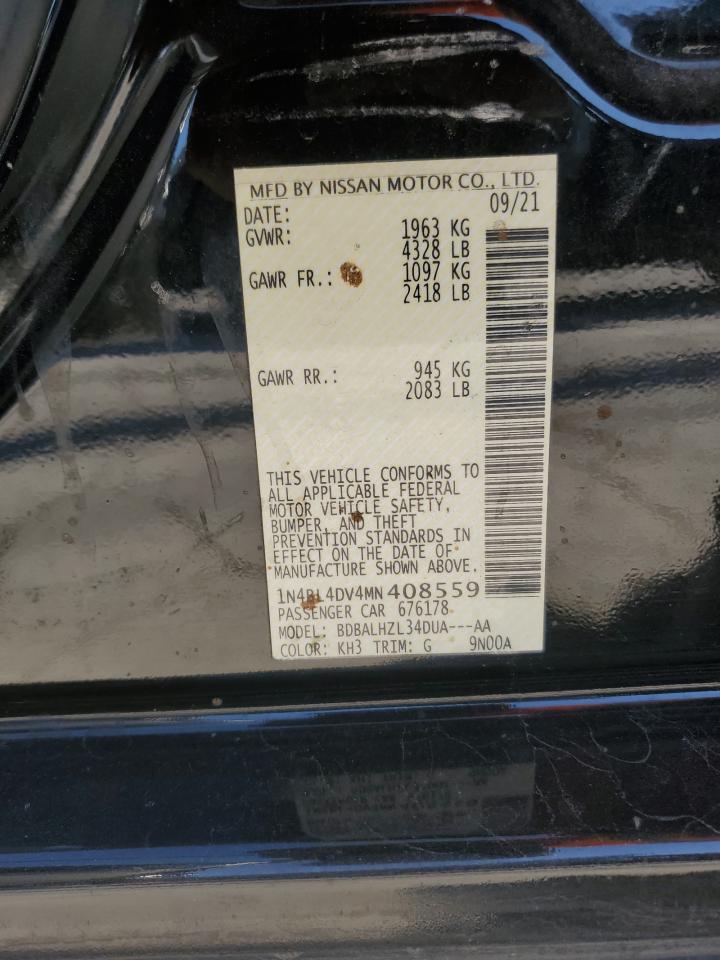 MFD BY NISSAN MOTOR CO., LTD.
DATE: 09/21
GVWR: 1963 KG
4328 LB
GAWR FR.: 1097 KG
2418 LB
GAWR RR.: 945 KG
2083 LB
THIS VEHICLE CONFORMS TO
ALL APPLICABLE FEDERAL
MOTOR VEHICLE SAFETY,
BUMPER, AND THEFT
PREVENTION STANDARDS IN
EFFECT ON THE DATE OF
MANUFACTURE SHOWN ABOVE.
1N4BL4DV4MN408559
PASSENGER CAR 676178
MODEL: BDBALHZL34DUA---AA
COLOR: KH3 TRIM: G 9N00A